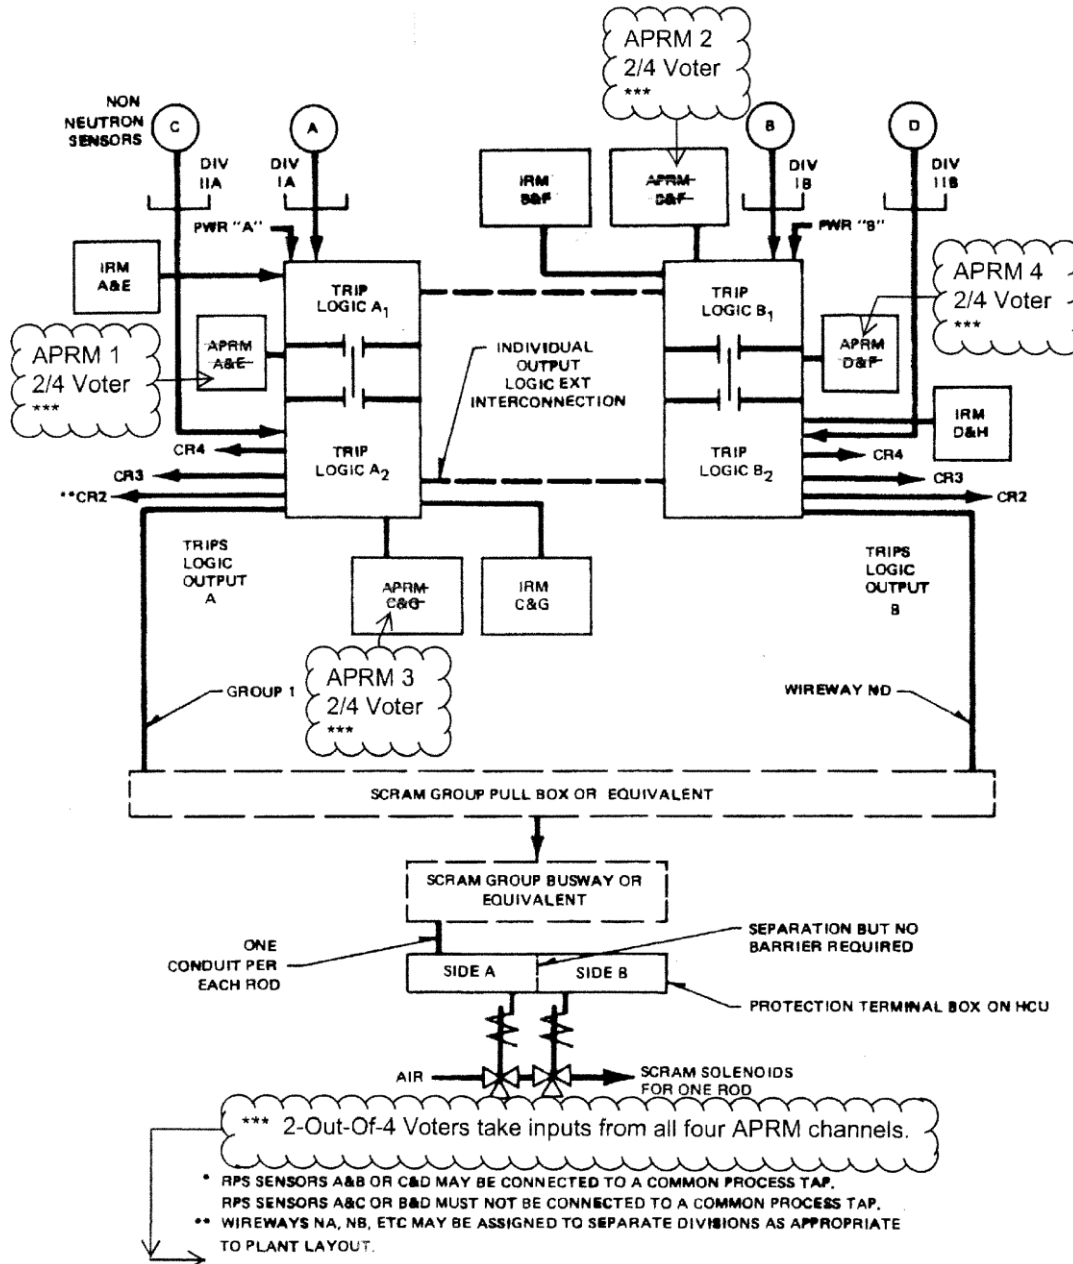 APRM 2
2/4 Voter
***
NON
NEUTRON
SENSORS
C
A
B
D
DIV
IIA
DIV
IA
DIV
IB
DIV
IIB
IRM
B&F
APRM
B&F
PWR "A"
PWR "B"
IRM
A&E
TRIP
LOGIC A1
TRIP
LOGIC B1
APRM 4
2/4 Voter
***
APRM 1
2/4 Voter
***
APRM
A&E
INDIVIDUAL
OUTPUT
LOGIC EXT
INTERCONNECTION
APRM
D&F
IRM
D&H
TRIP
LOGIC A2
TRIP
LOGIC B2
CR4
CR3
**CR2
CR4
CR3
CR2
TRIPS
LOGIC
OUTPUT
A
TRIPS
LOGIC
OUTPUT
B
APRM
C&G
IRM
C&G
APRM 3
2/4 Voter
***
GROUP 1
WIREWAY ND
SCRAM GROUP PULL BOX OR EQUIVALENT
SCRAM GROUP BUSWAY OR
EQUIVALENT
ONE
CONDUIT PER
EACH ROD
SEPARATION BUT NO
BARRIER REQUIRED
SIDE A
SIDE B
PROTECTION TERMINAL BOX ON HCU
AIR
SCRAM SOLENOIDS
FOR ONE ROD
*** 2-Out-Of-4 Voters take inputs from all four APRM channels.
* RPS SENSORS A&B OR C&D MAY BE CONNECTED TO A COMMON PROCESS TAP.
RPS SENSORS A&C OR B&D MUST NOT BE CONNECTED TO A COMMON PROCESS TAP.
** WIREWAYS NA, NB, ETC MAY BE ASSIGNED TO SEPARATE DIVISIONS AS APPROPRIATE
TO PLANT LAYOUT.